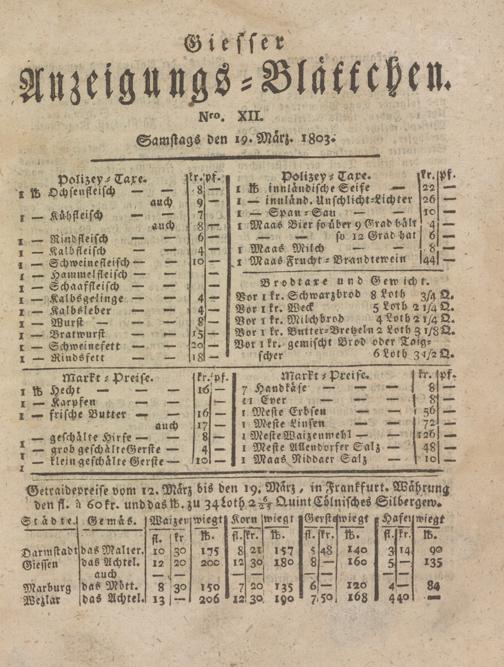 Giesser
Anzeigungs-Blättchen.
Nro. XII.
Samstags den 19. März. 1803.
Polizey-Taxe. kr. pf.
1 ℔ Ochsenfleisch — — 8 —
auch 9 —
1 — Kühfleisch — — 7
auch — 8 —
1 — Rindfleisch — — 6 —
1 — Kalbfleisch — — 4 —
1 — Schweinefleisch — — 10 —
1 — Hammelfleisch — —
1 — Schaaffleisch — —
1 — Kalbsgelinge — — 4 —
1 — Kalbsleber — — 4 —
1 — Wurst — — 8 —
1 — Bratwurst — — 15 —
1 — Schweinefett — — 20 —
1 — Rindsfett — — 18 —
Polizey-Taxe. kr. pf.
1 ℔ innländische Seife — 22 —
1 — innländ. Unschlicht-Lichter 26 —
1 — Span-Sau — — 10 —
1 Maas Bier so über 9 Grad hält 4 —
— — so 12 Grad hat 6 —
1 Maas Milch — — 8 —
1 Maas Frucht-Brandtewein 44 —
Brodtaxe und Gewicht.
Vor 1 kr. Schwarzbrod 8 Loth 3/4 Q.
Vor 1 kr. Weck 5 Loth 2 1/4 Q.
Vor 1 kr. Milchbrod 4 Loth 2 1/4 Q.
Vor 1 kr. Butter-Bretzeln 2 Loth 3 1/8 Q.
Vor 1 kr. gemischt Brod oder Taig-
scher 6 Loth 3 1/2 Q.
Markt-Preise. kr. pf.
1 ℔ Hecht — — 16 —
1 — Karpfen — —
1 — frische Butter — — 16 —
auch 17 —
1 — geschälte Hirse — — 8 —
1 — grob geschälte Gerste — 4 —
1 — klein geschälte Gerste — 10 —
Markt-Preise. kr. pf.
7 Handkäse — — 8 —
11 Eyer — — 8 —
1 Meste Erbsen — — 56 —
1 Meste Linsen — — 72 —
1 Meste Waizenmehl — — 126 —
1 Meste Allendorfer Salz — 48 —
1 Maas Niddaer Salz — 10 —
Getraidepreise vom 12. März bis den 19. März, in Frankfurt. Währung
den fl. à 60 kr. und das ℔. zu 34 Loth Quint Cölnisches Silbergew.
Städte. Gemäs. Waizen wiegt Korn wiegt Gerste wiegt Hafer wiegt
fl. kr. ℔. fl. kr. ℔. fl. kr. ℔. fl. kr. ℔.
Darmstadt das Malter. 10 30 175 8 21 157 5 48 140 3 14 90
Giessen das Achtel. 12 20 200 12 30 180 8 — 160 5 — 135
auch — — — —
Marburg das Mött. 8 30 150 7 20 135 6 — 120 4 — 84
Wezlar das Achtel. 13 — 206 12 30 190 7 50 168 4 40 —